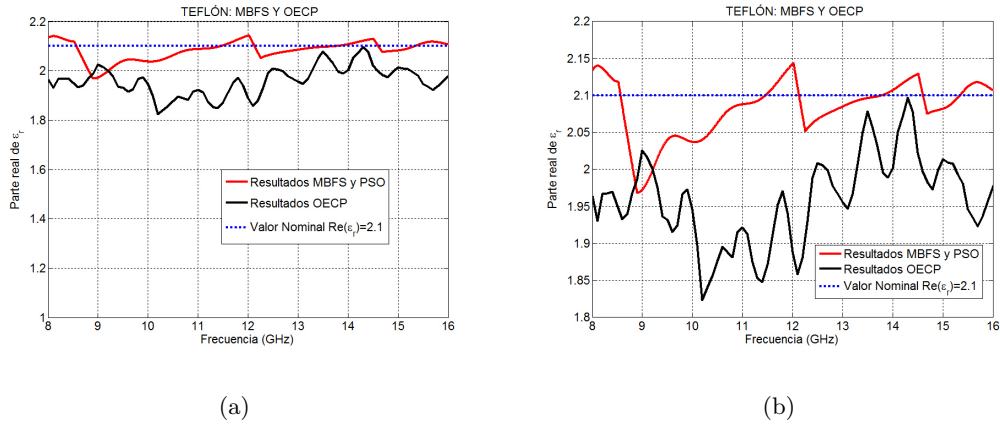 TEFLÓN: MBFS Y OECP
2.2
2
1.8
1.6
1.4
1.2
1
Parte real de εr
8 9 10 11 12 13 14 15 16
Frecuencia (GHz)
Resultados MBFS y PSO
Resultados OECP
Valor Nominal Re(εr)=2.1
(a)
TEFLÓN: MBFS Y OECP
2.2
2.15
2.1
2.05
2
1.95
1.9
1.85
1.8
Parte real de εr
8 9 10 11 12 13 14 15 16
Frecuencia (GHz)
Resultados MBFS y PSO
Resultados OECP
Valor Nominal Re(εr)=2.1
(b)